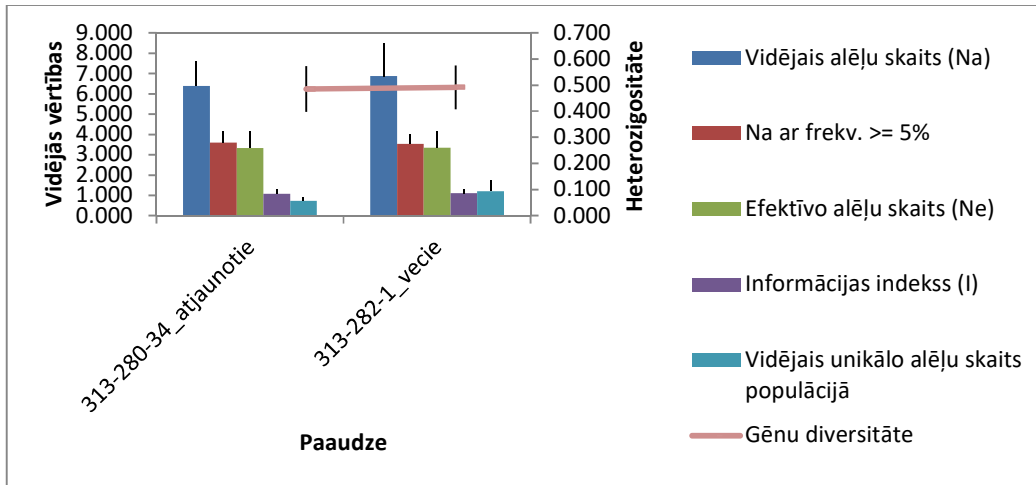 Vidējās vērtības
9.000
8.000
7.000
6.000
5.000
4.000
3.000
2.000
1.000
0.000
0.700
0.600
0.500
0.400
0.300
0.200
0.100
0.000
Heterozigositāte
313-280-34_atjaunotie
313-282-1_vecie
Paaudze
Vidējais alēļu skaits (Na)
Na ar frekv. >= 5%
Efektīvo alēļu skaits (Ne)
Informācijas indekss (I)
Vidējais unikālo alēļu skaits
populācijā
Gēnu diversitāte